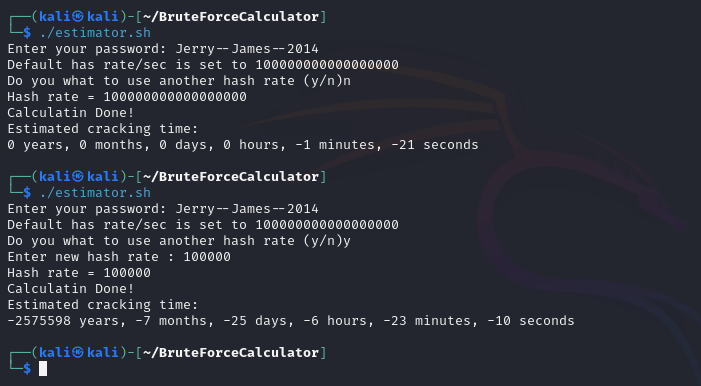 ┌──(kali㉿kali)-[~/BruteForceCalculator]
└─$ ./estimator.sh
Enter your password: Jerry--James--2014
Default has rate/sec is set to 100000000000000000
Do you what to use another hash rate (y/n)n
Hash rate = 100000000000000000
Calculatin Done!
Estimated cracking time:
0 years, 0 months, 0 days, 0 hours, -1 minutes, -21 seconds
┌──(kali㉿kali)-[~/BruteForceCalculator]
└─$ ./estimator.sh
Enter your password: Jerry--James--2014
Default has rate/sec is set to 100000000000000000
Do you what to use another hash rate (y/n)y
Enter new hash rate : 100000
Hash rate = 100000
Calculatin Done!
Estimated cracking time:
-2575598 years, -7 months, -25 days, -6 hours, -23 minutes, -10 seconds
┌──(kali㉿kali)-[~/BruteForceCalculator]
└─$